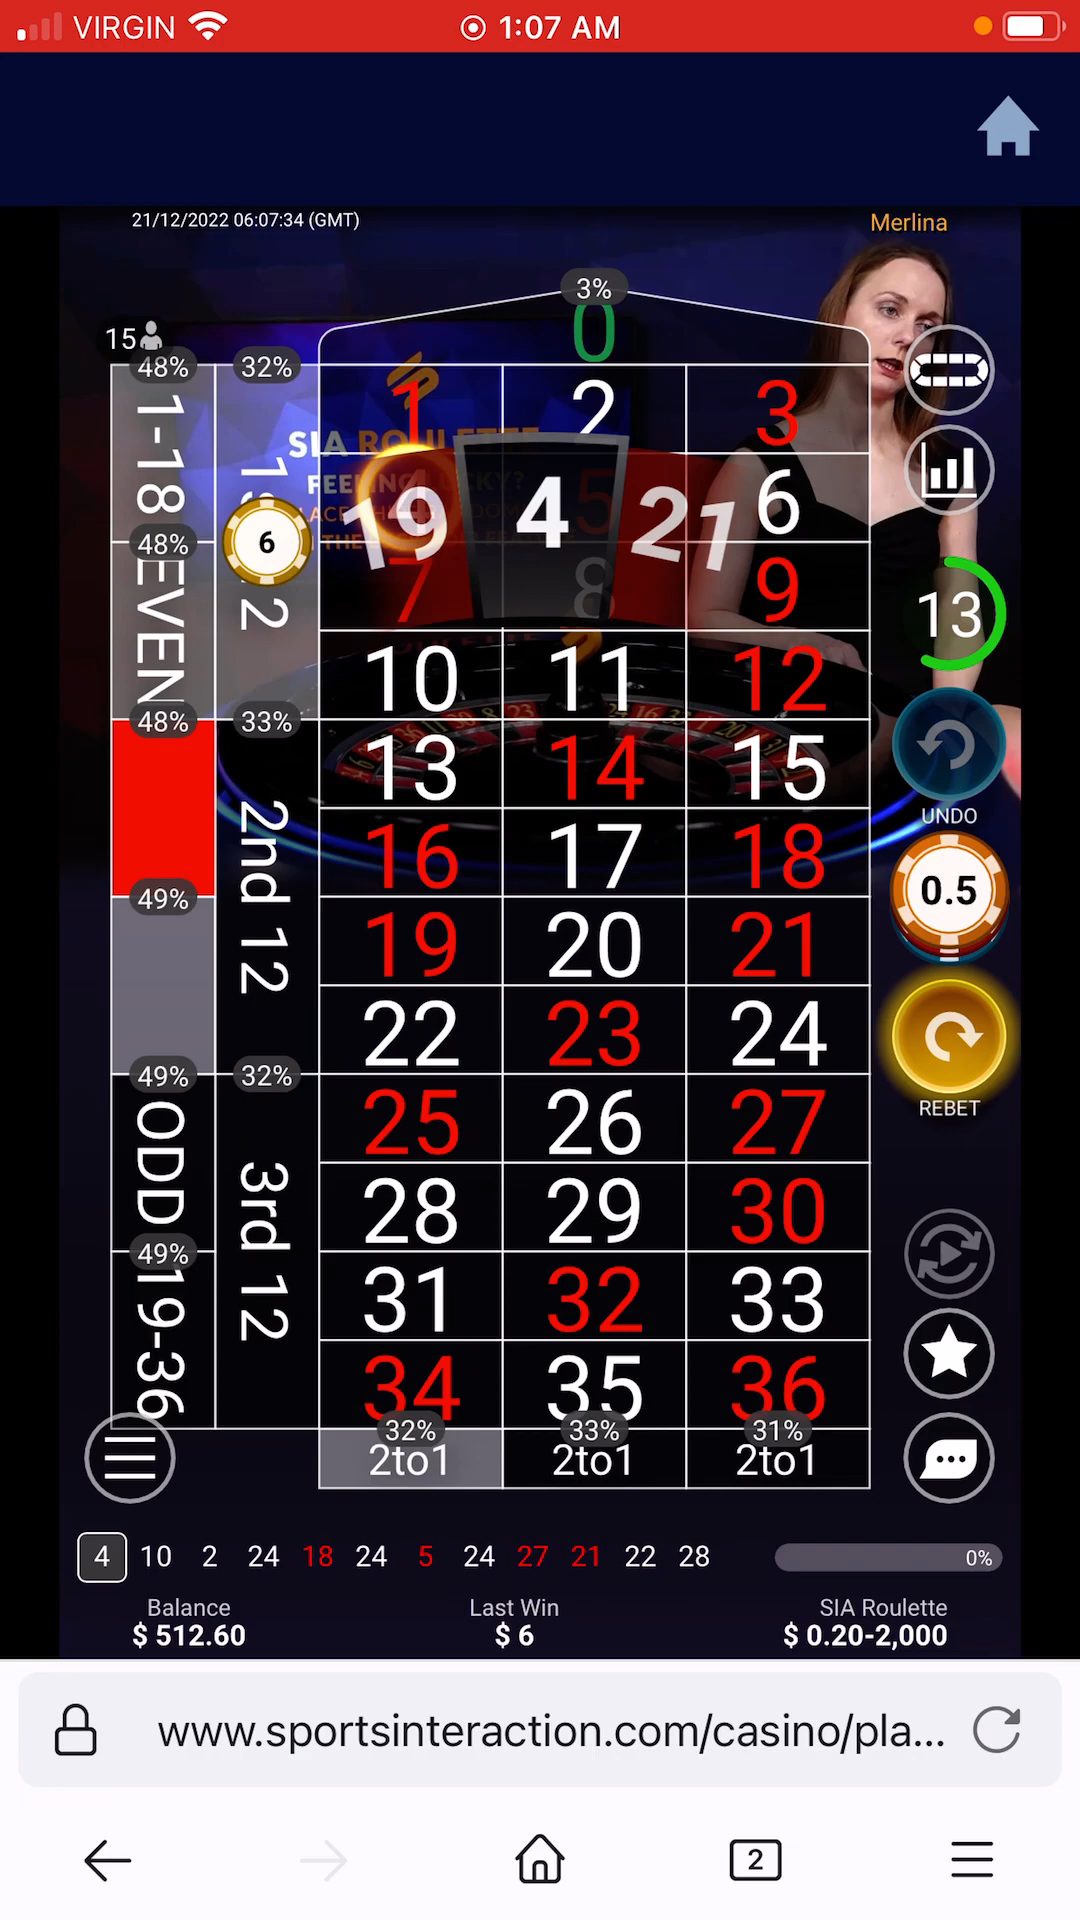 VIRGIN
1:07 AM
21/12/2022 06:07:34 (GMT)
Merlina
3%
0
15
48%
32%
1-18
1 2 3
SIA ROULETTE
19 4 21
5 6
6
48%
EVEN
7 8 9
13
10 11 12
48%
33%
13 14 15
UNDO
2nd 12
16 17 18
0.5
49%
19 20 21
22 23 24
49%
32%
REBET
ODD
25 26 27
3rd 12
28 29 30
49%
19-36
31 32 33
34 35 36
32% 33% 31%
2to1 2to1 2to1
4 10 2 24 18 24 5 24 27 21 22 28
0%
Balance
$ 512.60
Last Win
$ 6
SIA Roulette
$ 0.20-2,000
www.sportsinteraction.com/casino/pla...
2